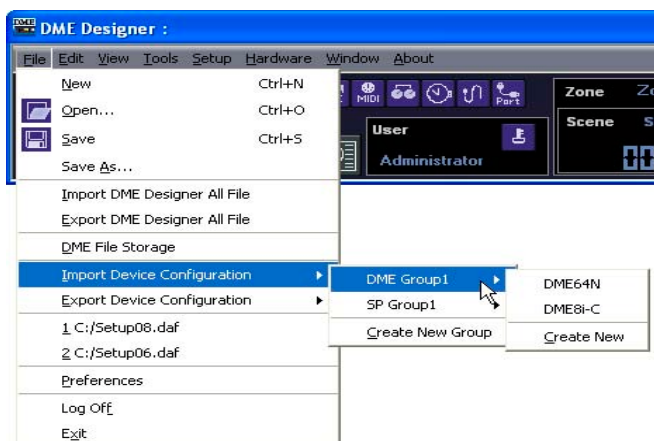 DME Designer :
File Edit View Tools Setup Hardware Window About
New Ctrl+N
Open... Ctrl+O
Save Ctrl+S
Save As...
Import DME Designer All File
Export DME Designer All File
DME File Storage
Import Device Configuration
Export Device Configuration
1 C:/Setup08.daf
2 C:/Setup06.daf
Preferences
Log Off
Exit
MIDI Port
User
Administrator
Zone
Scene
DME Group1
SP Group1
Create New Group
DME64N
DME8i-C
Create New